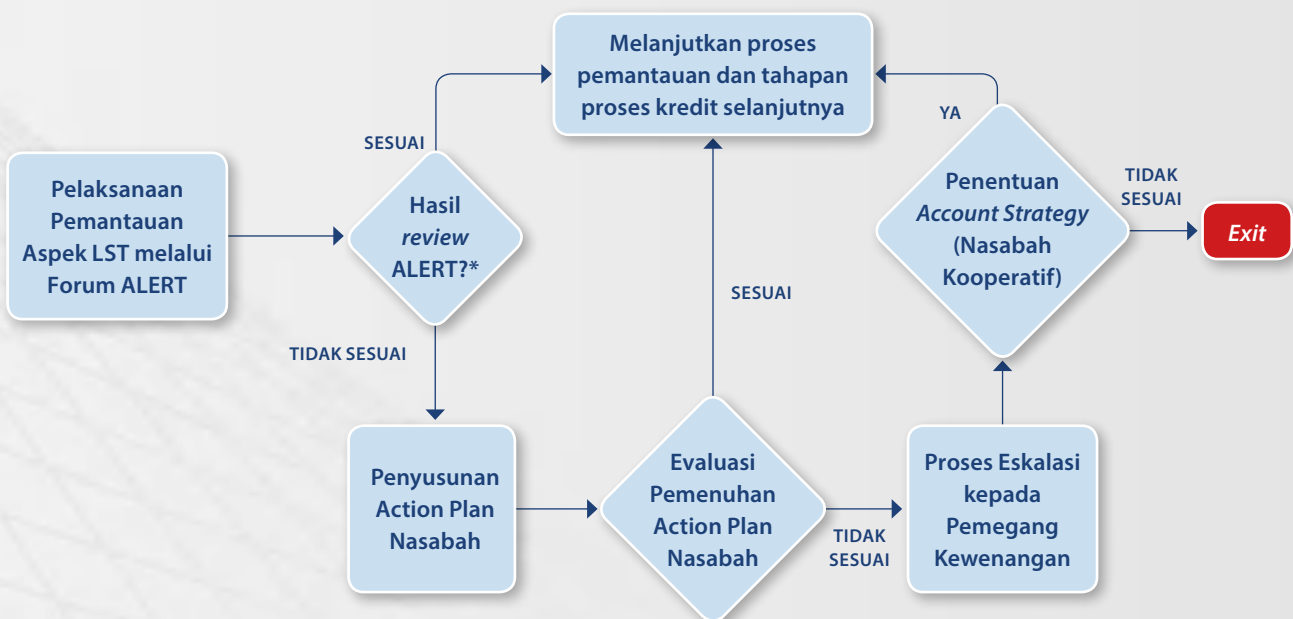 Melanjutkan proses
pemantauan dan tahapan
proses kredit selanjutnya
SESUAI
YA
Pelaksanaan
Pemantauan
Aspek LST melalui
Forum ALERT
Hasil
review
ALERT?*
Penentuan
Account Strategy
(Nasabah
Kooperatif)
TIDAK
SESUAI
Exit
TIDAK SESUAI
SESUAI
Penyusunan
Action Plan
Nasabah
Evaluasi
Pemenuhan
Action Plan
Nasabah
TIDAK
SESUAI
Proses Eskalasi
kepada
Pemegang
Kewenangan